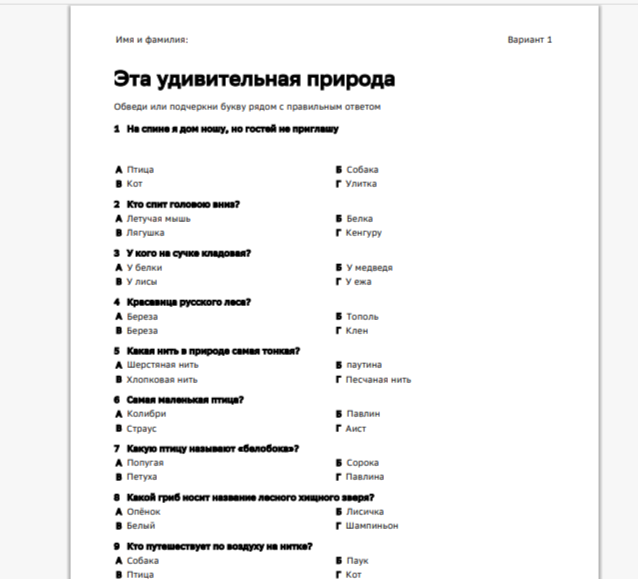 Имя и фамилия: Вариант 1
Эта удивительная природа
Обведи или подчеркни букву рядом с правильным ответом
1 На спине я дом ношу, но гостей не приглашу
А Птица Б Собака
В Кот Г Улитка
2 Кто спит головою вниз?
А Летучая мышь Б Белка
В Лягушка Г Кенгуру
3 У кого на сучке кладовая?
А У белки Б У медведя
В У лисы Г У ежа
4 Красавица русского леса?
А Береза Б Тополь
В Береза Г Клен
5 Какая нить в природе самая тонкая?
А Шерстяная нить Б паутина
В Хлопковая нить Г Песчаная нить
6 Самая маленькая птица?
А Колибри Б Павлин
В Страус Г Аист
7 Какую птицу называют «белобока»?
А Попугая Б Сорока
В Петуха Г Павлина
8 Какой гриб носит название лесного хищного зверя?
А Опёнок Б Лисичка
В Белый Г Шампиньон
9 Кто путешествует по воздуху на нитке?
А Собака Б Паук
В Птица Г Кот